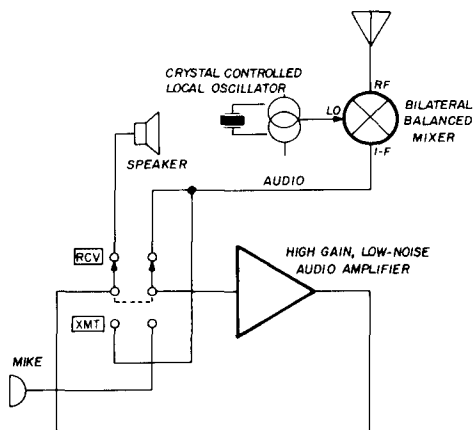 CRYSTAL CONTROLLED
LOCAL OSCILLATOR
RF
LO
BILATERAL
BALANCED
MIXER
I-F
SPEAKER
AUDIO
RCV
HIGH GAIN, LOW-NOISE
AUDIO AMPLIFIER
XMT
MIKE